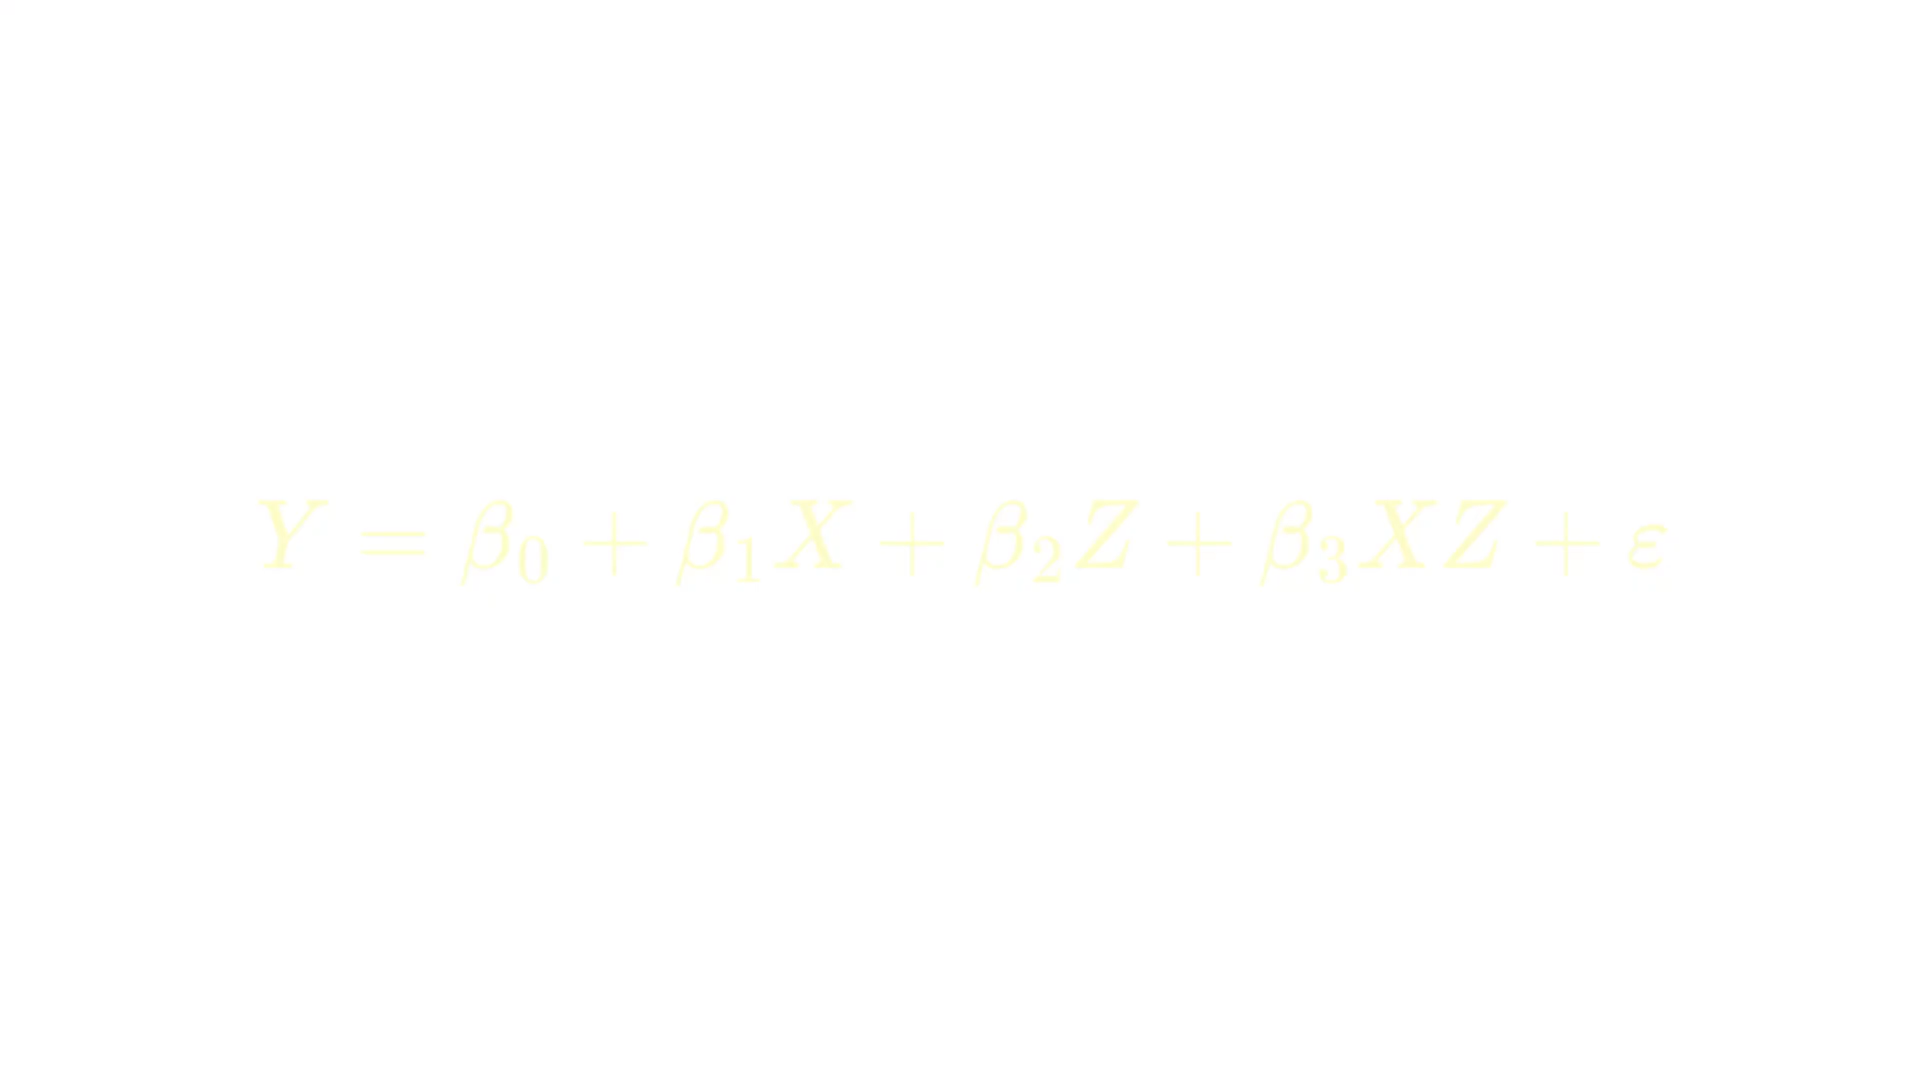 Y = β₀ + β₁X + β₂Z + β₃XZ + ε